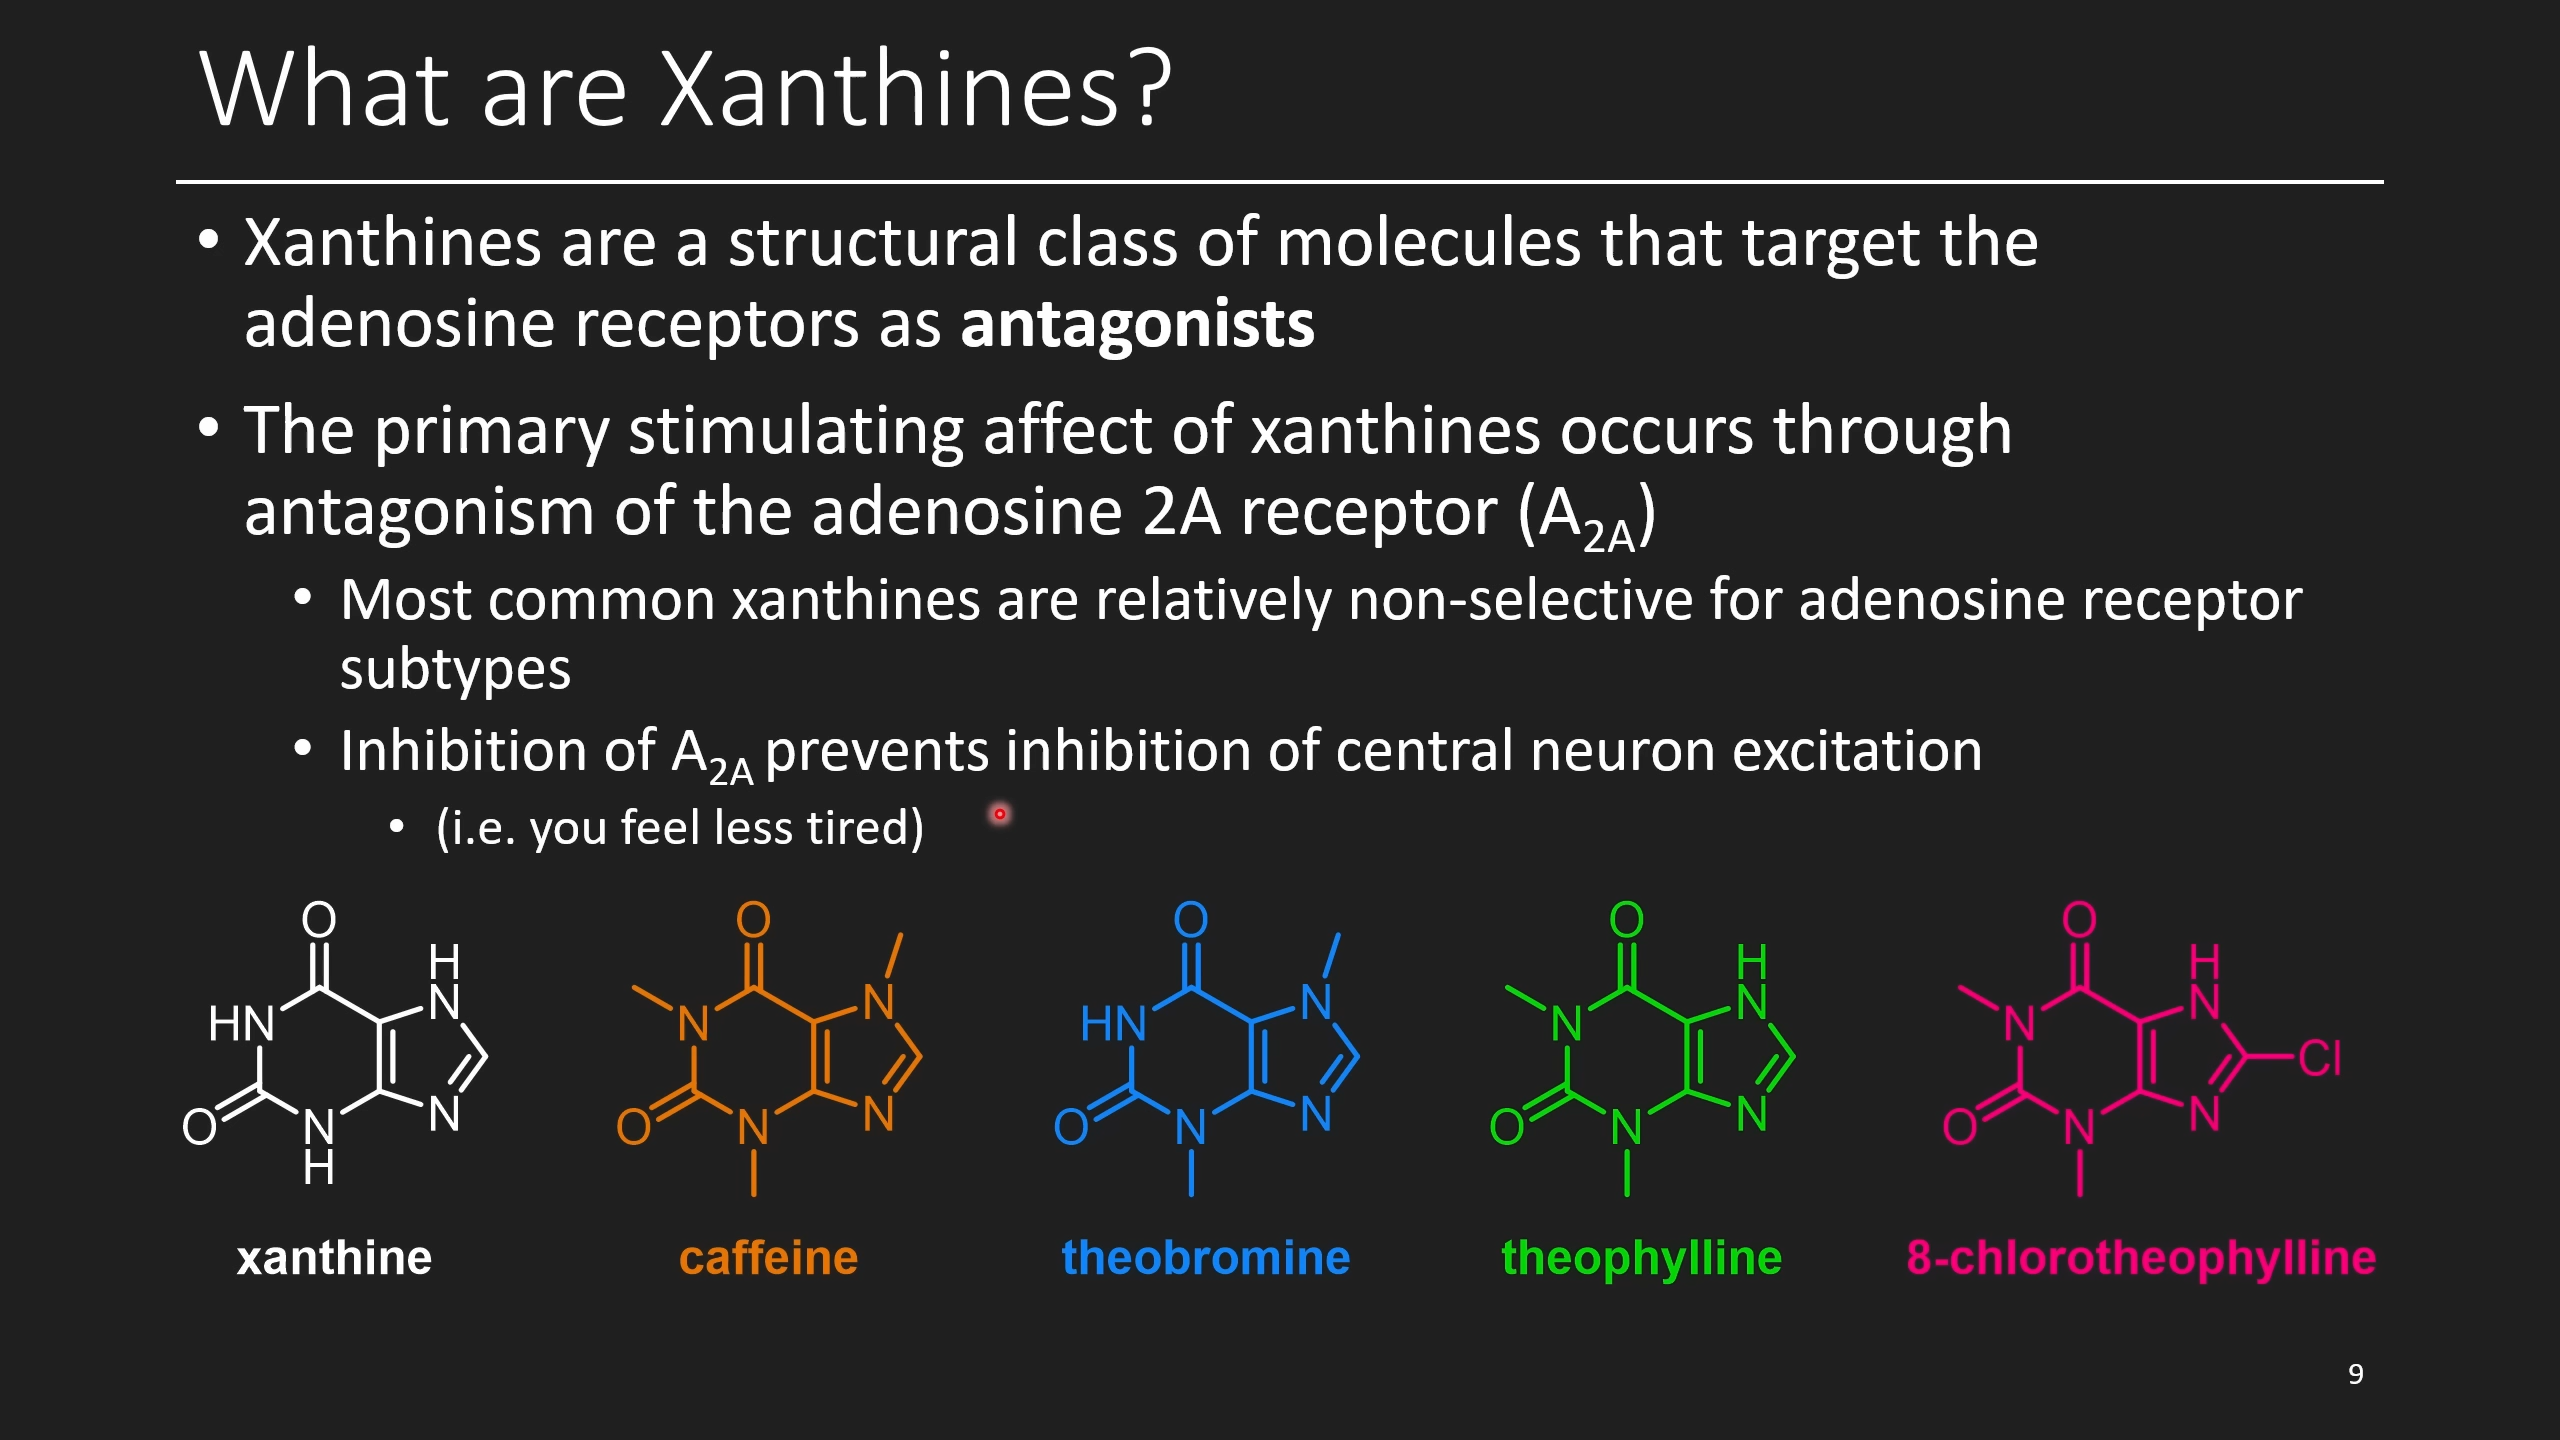 What are Xanthines?
• Xanthines are a structural class of molecules that target the
adenosine receptors as antagonists
• The primary stimulating affect of xanthines occurs through
antagonism of the adenosine 2A receptor (A2A)
• Most common xanthines are relatively non-selective for adenosine receptor
subtypes
• Inhibition of A2A prevents inhibition of central neuron excitation
• (i.e. you feel less tired)
O
H
N
HN
O
N
H
N
xanthine
O
N
N
O
N
N
caffeine
O
N
HN
O
N
N
theobromine
O
H
N
N
O
N
N
theophylline
O
H
N
N
Cl
O
N
N
8-chlorotheophylline
9